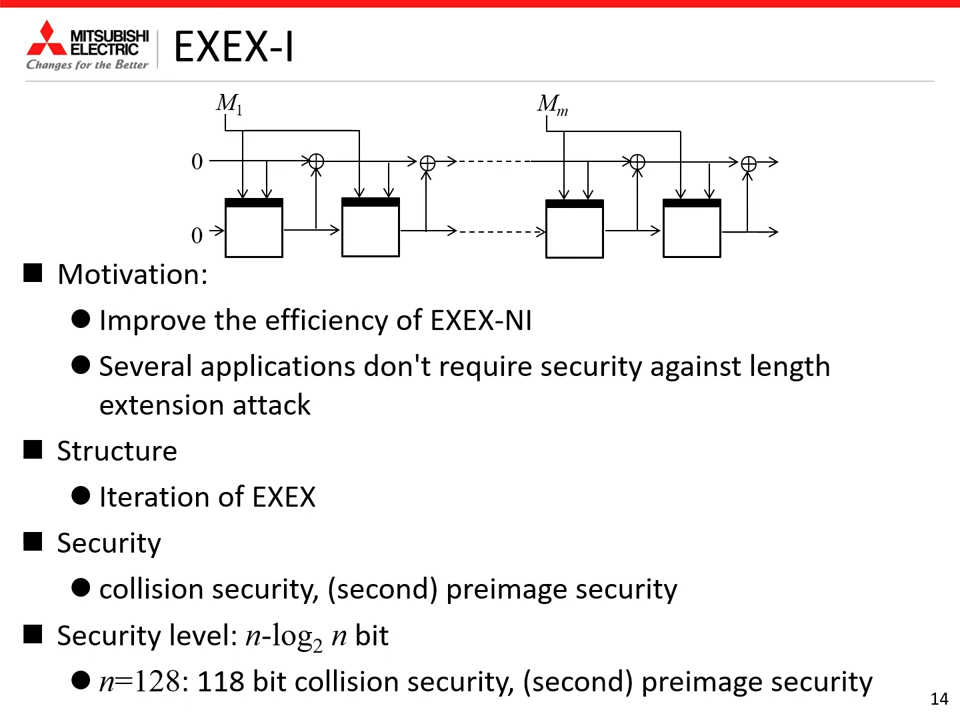 MITSUBISHI
ELECTRIC
Changes for the Better
EXEX-I
M1
Mm
0
0
Motivation:
Improve the efficiency of EXEX-NI
Several applications don't require security against length
extension attack
Structure
Iteration of EXEX
Security
collision security, (second) preimage security
Security level: n-log2 n bit
n=128: 118 bit collision security, (second) preimage security
14